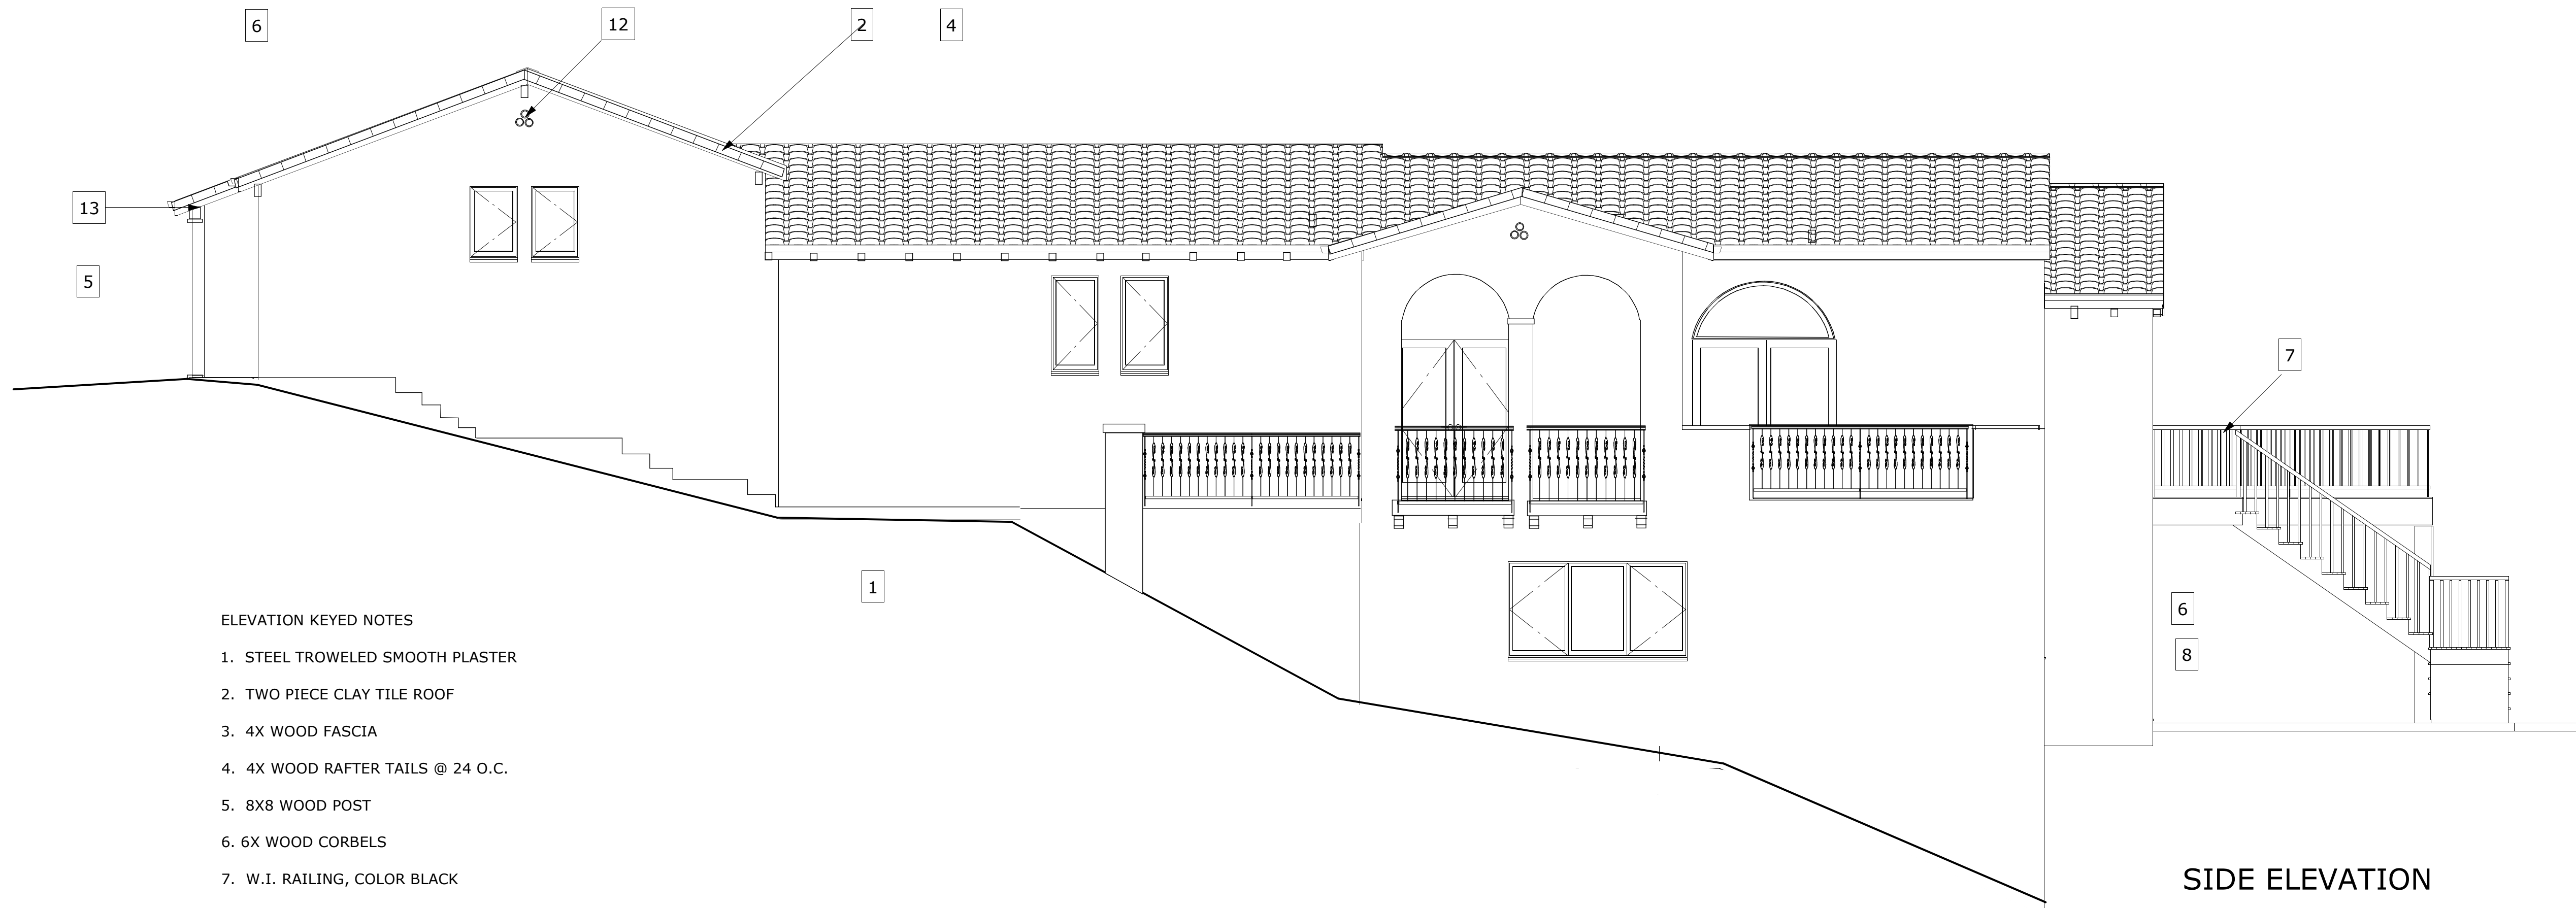 6
12
2
4
13
5
7
1
6
8
ELEVATION KEYED NOTES
1. STEEL TROWELED SMOOTH PLASTER
2. TWO PIECE CLAY TILE ROOF
3. 4X WOOD FASCIA
4. 4X WOOD RAFTER TAILS @ 24 O.C.
5. 8X8 WOOD POST
6. 6X WOOD CORBELS
7. W.I. RAILING, COLOR BLACK
SIDE ELEVATION